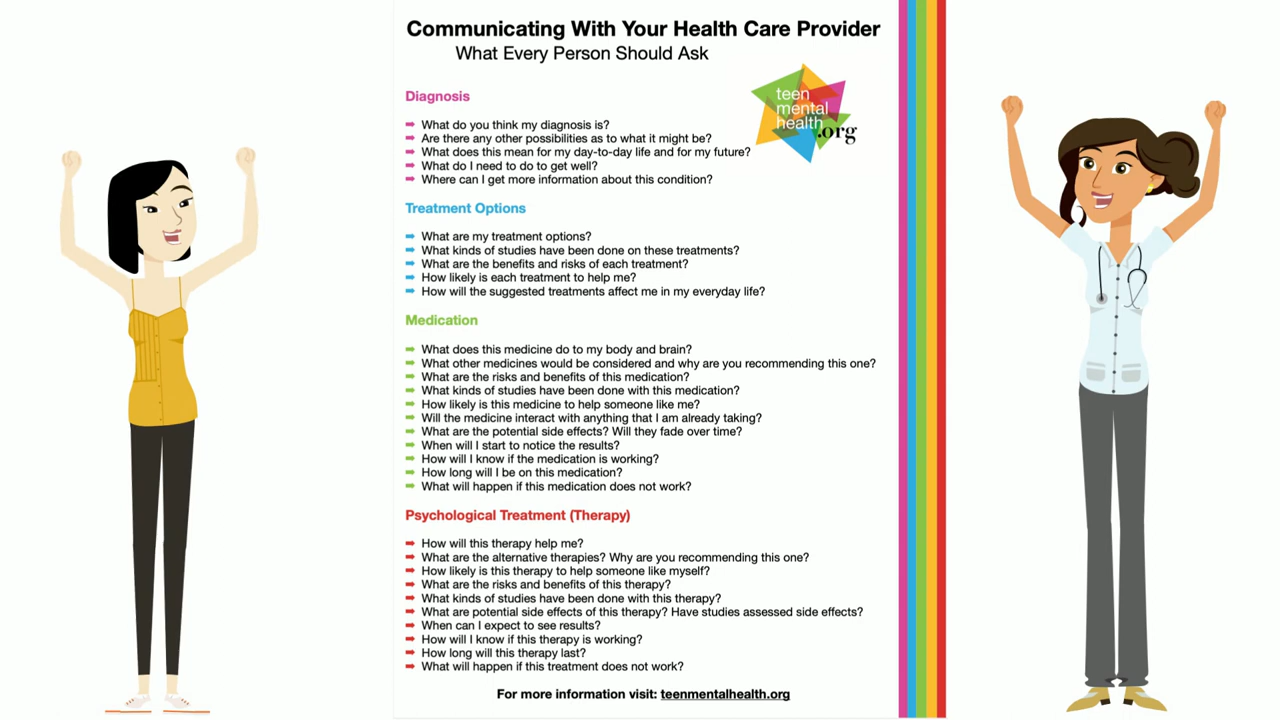 Communicating With Your Health Care Provider
What Every Person Should Ask
teen
mental
health
.org
Diagnosis
What do you think my diagnosis is?
Are there any other possibilities as to what it might be?
What does this mean for my day-to-day life and for my future?
What do I need to do to get well?
Where can I get more information about this condition?
Treatment Options
What are my treatment options?
What kinds of studies have been done on these treatments?
What are the benefits and risks of each treatment?
How likely is each treatment to help me?
How will the suggested treatments affect me in my everyday life?
Medication
What does this medicine do to my body and brain?
What other medicines would be considered and why are you recommending this one?
What are the risks and benefits of this medication?
What kinds of studies have been done with this medication?
How likely is this medicine to help someone like me?
Will the medicine interact with anything that I am already taking?
What are the potential side effects? Will they fade over time?
When will I start to notice the results?
How will I know if the medication is working?
How long will I be on this medication?
What will happen if this medication does not work?
Psychological Treatment (Therapy)
How will this therapy help me?
What are the alternative therapies? Why are you recommending this one?
How likely is this therapy to help someone like myself?
What are the risks and benefits of this therapy?
What kinds of studies have been done with this therapy?
What are potential side effects of this therapy? Have studies assessed side effects?
When can I expect to see results?
How will I know if this therapy is working?
How long will this therapy last?
What will happen if this treatment does not work?
For more information visit: teenmentalhealth.org